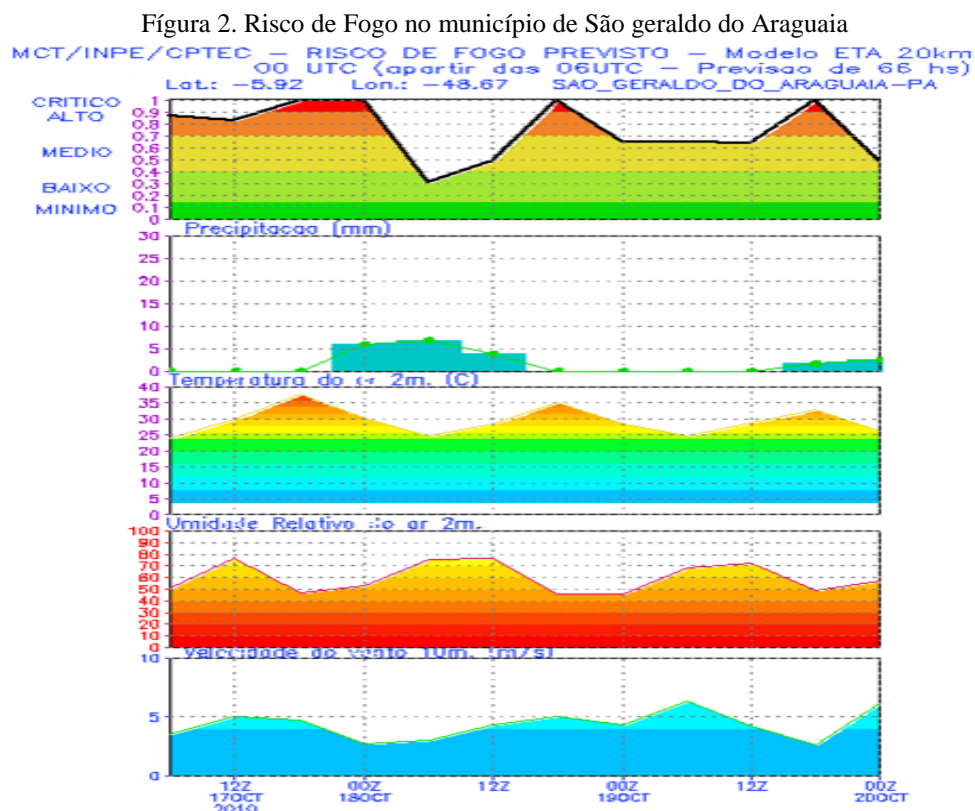 Fígura 2. Risco de Fogo no município de São geraldo do Araguaia
MCT/INPE/CPTEC – RISCO DE FOGO PREVISTO – Modelo ETA 20km
00 UTC (apartir das 06UTC – Previsao de 66 hs)
Lat.: –5.92 Lon.: –48.67 SAO_GERALDO_DO_ARAGUAIA–PA
CRITICO
ALTO
MEDIO
BAIXO
MINIMO
1
0.9
0.8
0.7
0.6
0.5
0.4
0.3
0.2
0.1
0
Precipitacao (mm)
30
25
20
15
10
5
0
Temperatura do ar 2m. (C)
40
35
30
25
20
15
10
5
0
Umidade Relativo do ar 2m.
100
90
80
70
60
50
40
30
20
10
0
Velocidade do vento 10m. (m/s)
10
5
0
12Z 00Z 12Z 00Z 12Z 00Z
17OCT 18OCT 19OCT 20OCT
2010